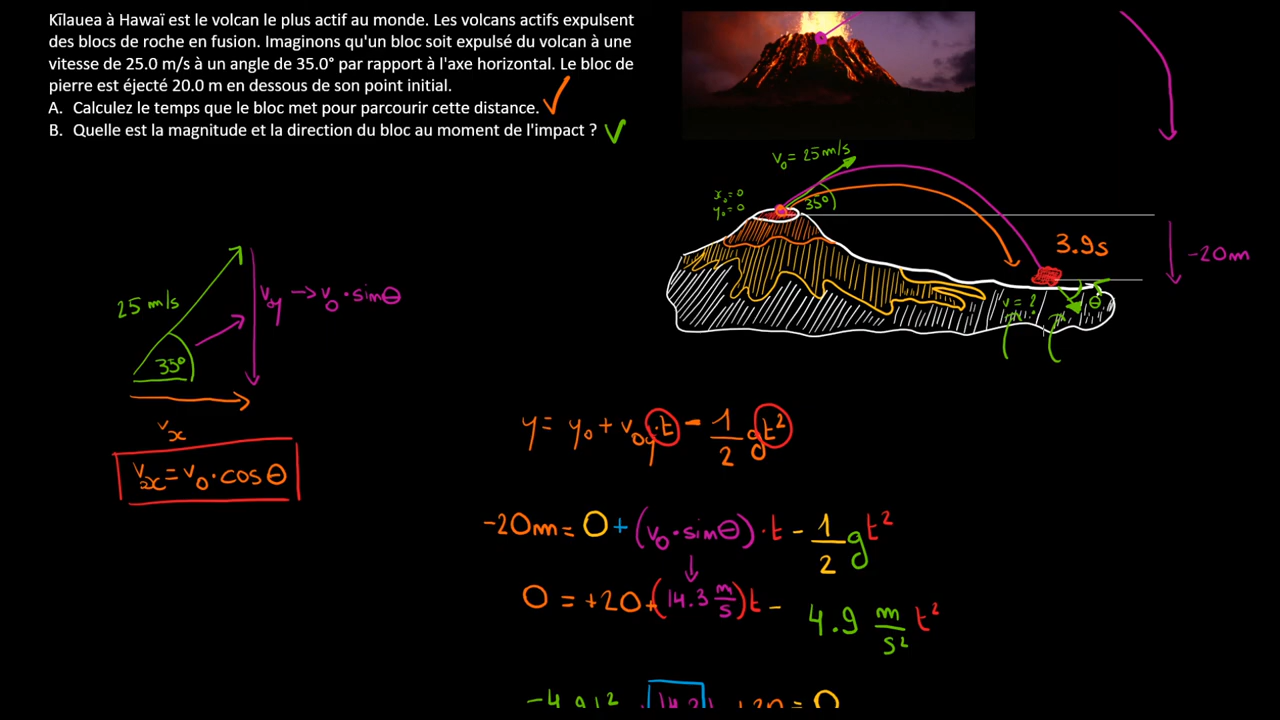 Kīlauea à Hawaï est le volcan le plus actif au monde. Les volcans actifs expulsent
des blocs de roche en fusion. Imaginons qu'un bloc soit expulsé du volcan à une
vitesse de 25.0 m/s à un angle de 35.0° par rapport à l'axe horizontal. Le bloc de
pierre est éjecté 20.0 m en dessous de son point initial.
A. Calculez le temps que le bloc met pour parcourir cette distance.
B. Quelle est la magnitude et la direction du bloc au moment de l'impact ?
v₀ = 25 m/s
x₀ = 0
y₀ = 0
35°
3.9s
-20m
v = ?
θ
25 m/s
v₀y → v₀ · sinθ
35°
vx
vx = v₀ · cosθ
y = y₀ + v₀y · t - 1/2 gt²
-20m = 0 + (v₀ · sinθ) · t - 1/2 gt²
0 = +20 + (14.3 m/s) t - 4.9 m/s² t²